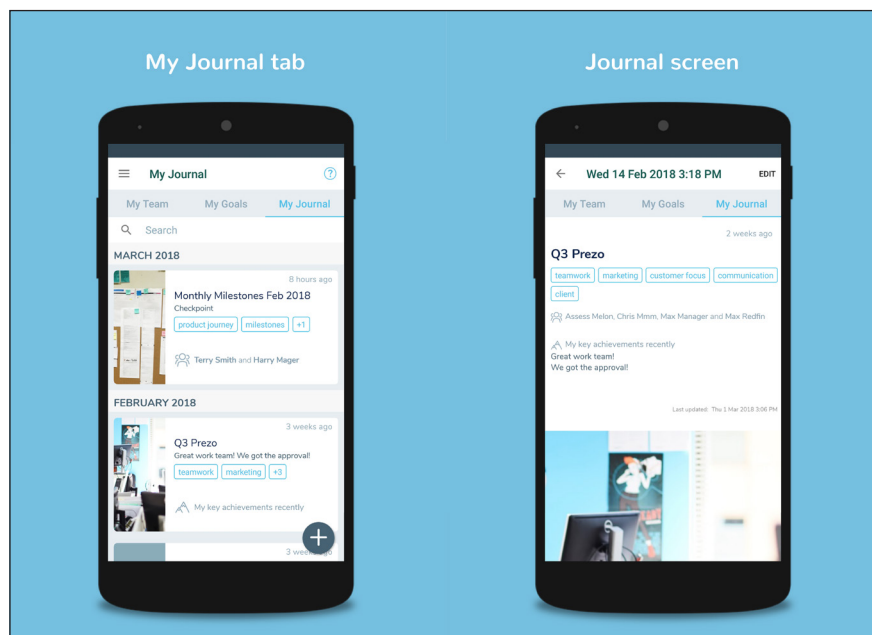 My Journal tab
My Journal
?
My Team My Goals My Journal
Search
MARCH 2018
8 hours ago
Monthly Milestones Feb 2018
Checkpoint
product journey milestones +1
Terry Smith and Harry Mager
FEBRUARY 2018
3 weeks ago
Q3 Prezo
Great work team! We got the approval!
teamwork marketing +3
My key achievements recently
+
3 weeks ago
Journal screen
Wed 14 Feb 2018 3:18 PM EDIT
My Team My Goals My Journal
2 weeks ago
Q3 Prezo
teamwork marketing customer focus communication
client
Assess Melon, Chris Mmm, Max Manager and Max Redfin
My key achievements recently
Great work team!
We got the approval!
Last updated: Thu 1 Mar 2018 3:06 PM